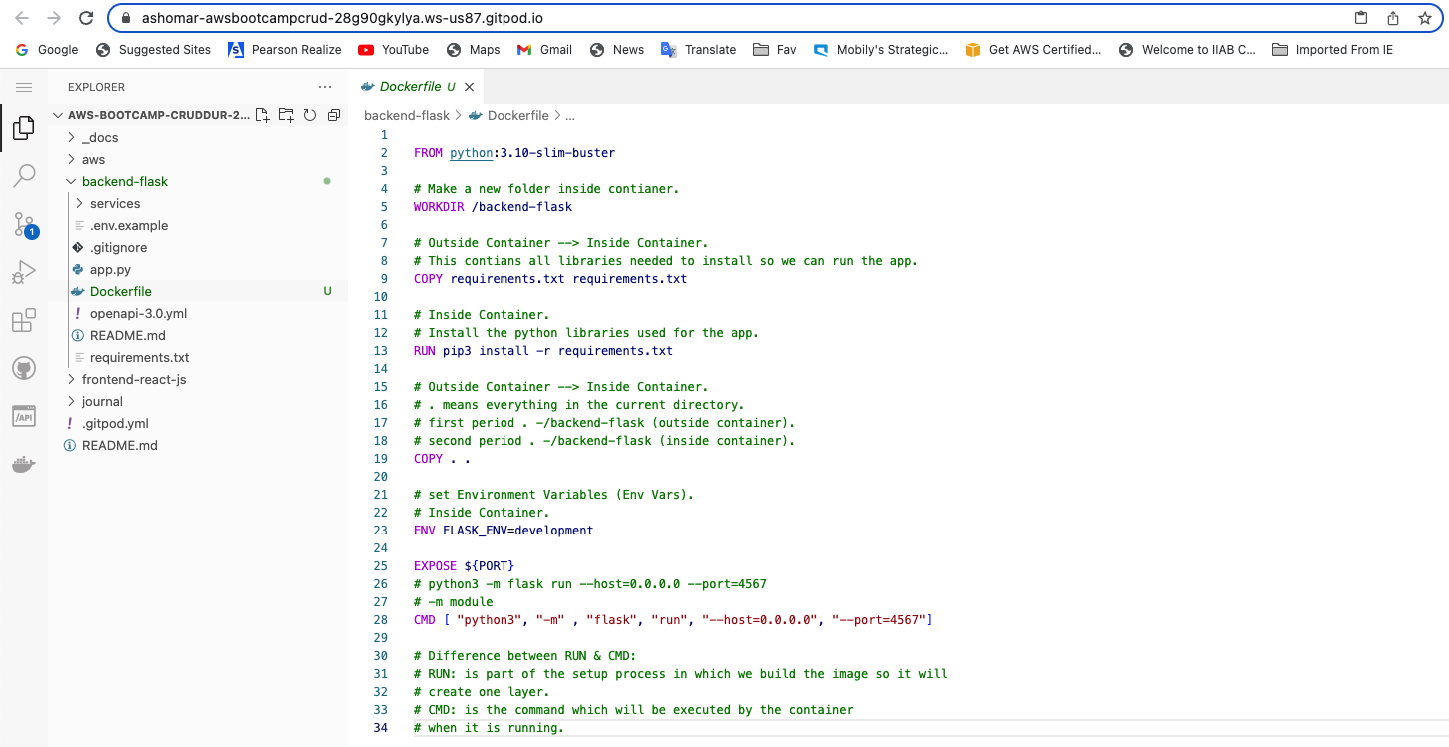 ashomar-awsbootcampcrud-28g90gkylya.ws-us87.gitpod.io
Google Suggested Sites Pearson Realize YouTube Maps Gmail News Translate Fav Mobily's Strategic... Get AWS Certified... Welcome to IIAB C... Imported From IE
EXPLORER ...
AWS-BOOTCAMP-CRUDDUR-2...
_docs
aws
backend-flask
services
.env.example
.gitignore
app.py
Dockerfile U
openapi-3.0.yml
README.md
requirements.txt
frontend-react-js
journal
.gitpod.yml
README.md
1
/API
Dockerfile U ×
backend-flask > Dockerfile > ...
1
2 FROM python:3.10-slim-buster
3
4 # Make a new folder inside contianer.
5 WORKDIR /backend-flask
6
7 # Outside Container --> Inside Container.
8 # This contians all libraries needed to install so we can run the app.
9 COPY requirements.txt requirements.txt
10
11 # Inside Container.
12 # Install the python libraries used for the app.
13 RUN pip3 install -r requirements.txt
14
15 # Outside Container --> Inside Container.
16 # . means everything in the current directory.
17 # first period . -/backend-flask (outside container).
18 # second period . -/backend-flask (inside container).
19 COPY . .
20
21 # set Environment Variables (Env Vars).
22 # Inside Container.
23 ENV FLASK_ENV=development
24
25 EXPOSE ${PORT}
26 # python3 -m flask run --host=0.0.0.0 --port=4567
27 # -m module
28 CMD [ "python3", "-m" , "flask", "run", "--host=0.0.0.0", "--port=4567"]
29
30 # Difference between RUN & CMD:
31 # RUN: is part of the setup process in which we build the image so it will
32 # create one layer.
33 # CMD: is the command which will be executed by the container
34 # when it is running.